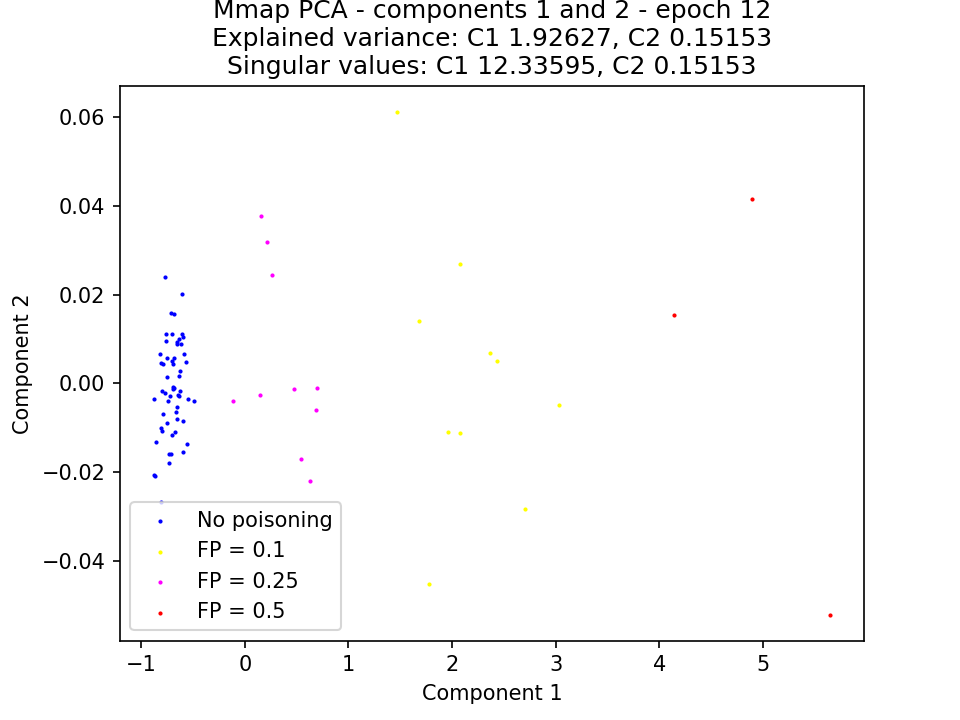 Mmap PCA - components 1 and 2 - epoch 12
Explained variance: C1 1.92627, C2 0.15153
Singular values: C1 12.33595, C2 0.15153
0.06
0.04
0.02
0.00
−0.02
−0.04
Component 2
No poisoning
FP = 0.1
FP = 0.25
FP = 0.5
−1 0 1 2 3 4 5
Component 1